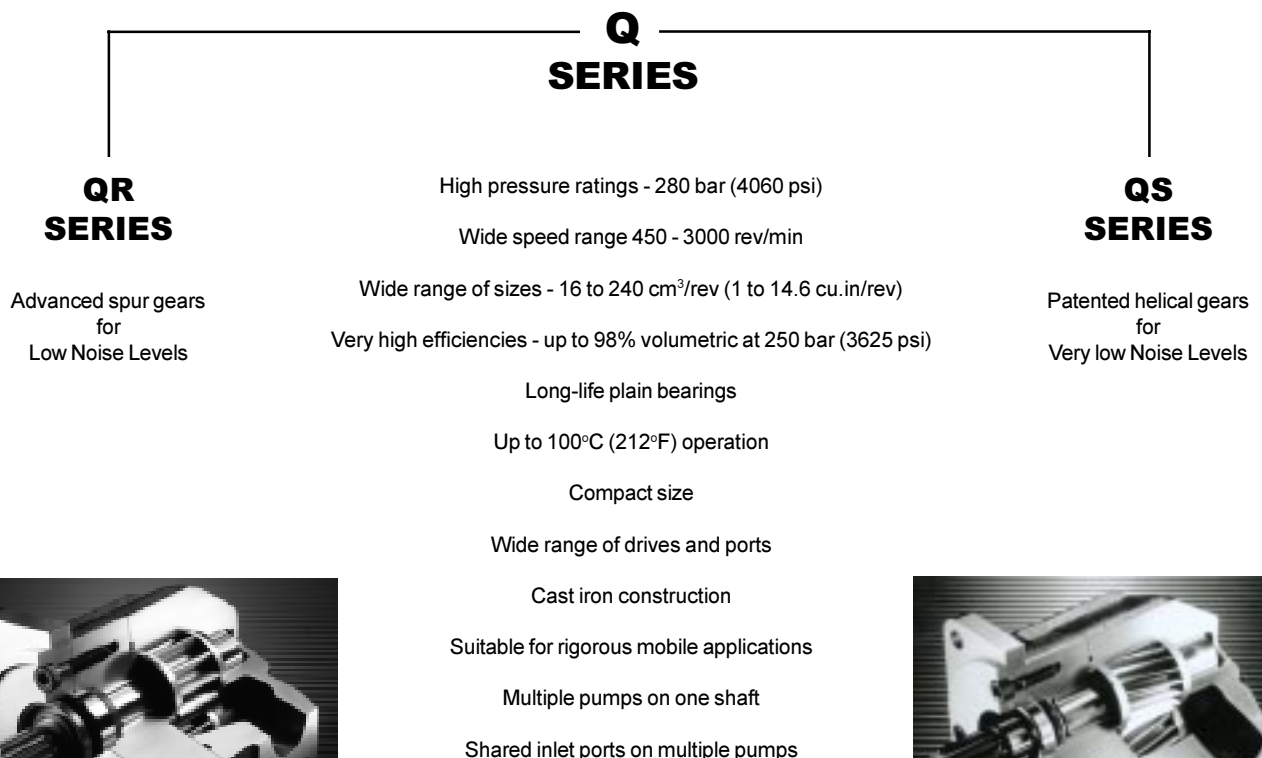 Q
SERIES
QR
SERIES
Advanced spur gears
for
Low Noise Levels
High pressure ratings - 280 bar (4060 psi)
Wide speed range 450 - 3000 rev/min
Wide range of sizes - 16 to 240 cm³/rev (1 to 14.6 cu.in/rev)
Very high efficiencies - up to 98% volumetric at 250 bar (3625 psi)
Long-life plain bearings
Up to 100°C (212°F) operation
Compact size
Wide range of drives and ports
Cast iron construction
Suitable for rigorous mobile applications
Multiple pumps on one shaft
Shared inlet ports on multiple pumps
QS
SERIES
Patented helical gears
for
Very low Noise Levels